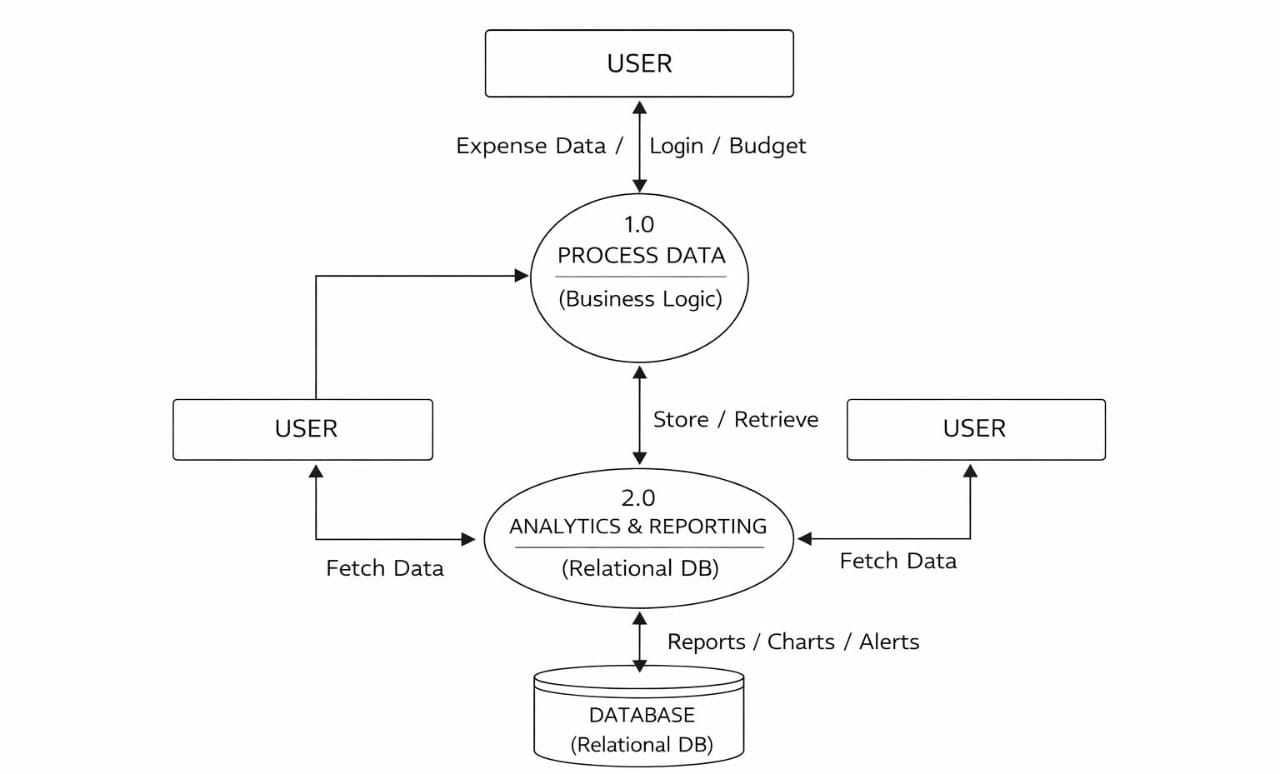 USER
Expense Data / Login / Budget
1.0
PROCESS DATA
(Business Logic)
USER
Store / Retrieve
USER
2.0
ANALYTICS & REPORTING
(Relational DB)
Fetch Data
Fetch Data
Reports / Charts / Alerts
DATABASE
(Relational DB)